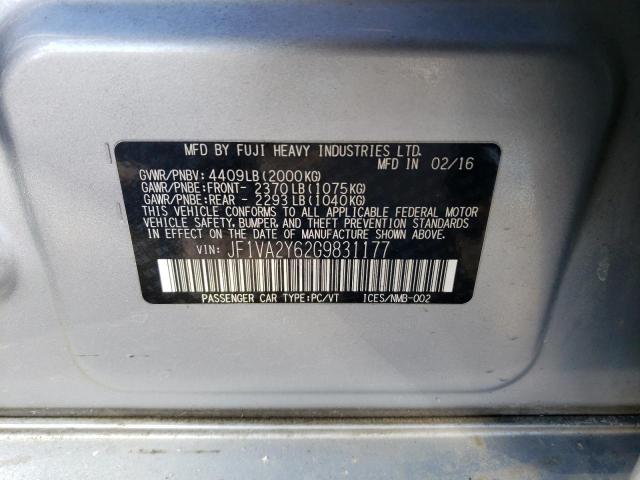 MFD BY FUJI HEAVY INDUSTRIES LTD.
MFD IN 02/16
GVWR/PNBV: 4409LB(2000KG)
GAWR/PNBE:FRONT- 2370LB(1075KG)
GAWR/PNBE:REAR - 2293LB(1040KG)
THIS VEHICLE CONFORMS TO ALL APPLICABLE FEDERAL MOTOR
VEHICLE SAFETY, BUMPER, AND THEFT PREVENTION STANDARDS
IN EFFECT ON THE DATE OF MANUFACTURE SHOWN ABOVE.
VIN: JF1VA2Y62G9831177
PASSENGER CAR TYPE:PC/VT ICES/NMB-002